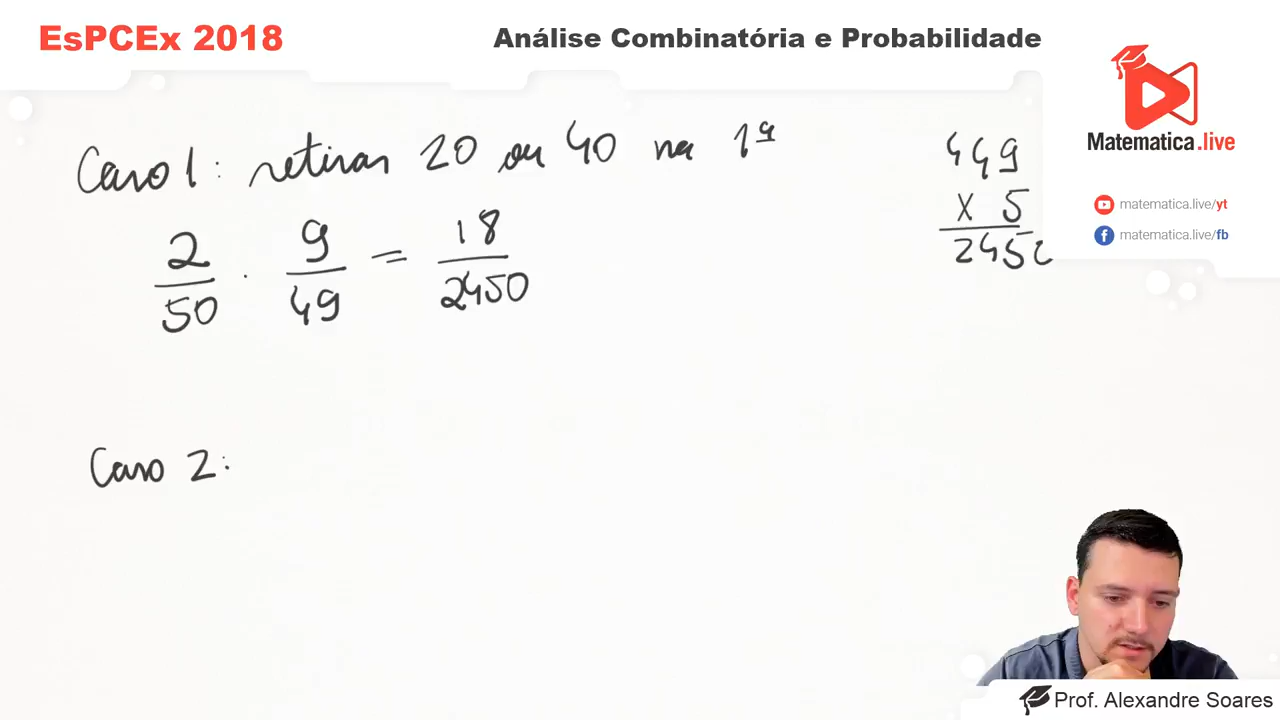 EsPCEx 2018
Análise Combinatória e Probabilidade
Matematica.live
matematica.live/yt
matematica.live/fb
Caso 1: retirar 20 ou 40 na 1ª
2/50 · 9/49 = 18/2450
449
x 5
2450
Caso 2:
Prof. Alexandre Soares